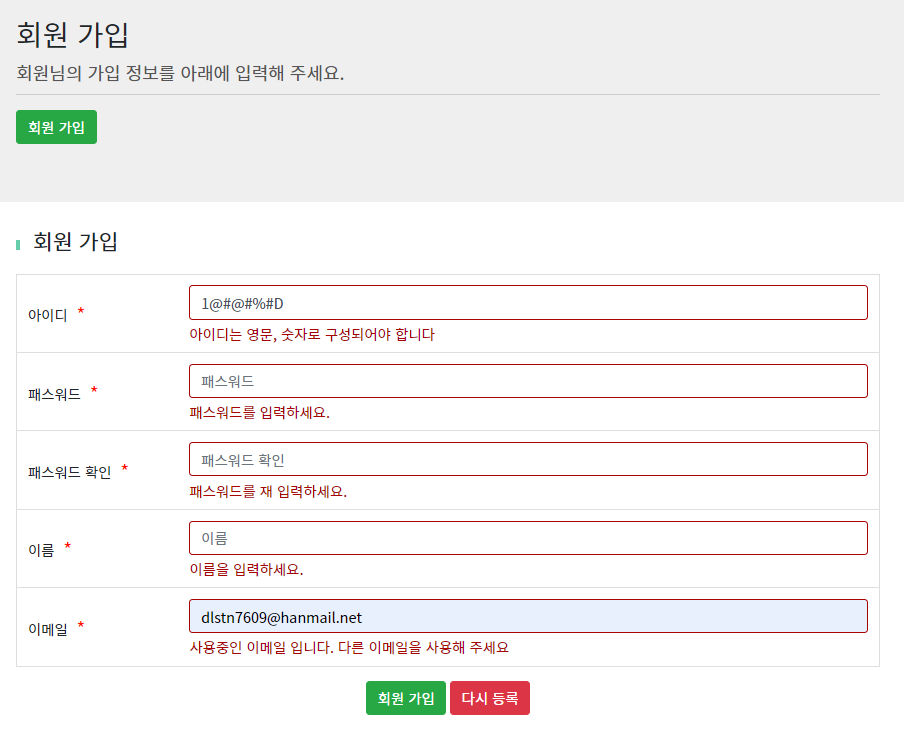 회원 가입
회원님의 가입 정보를 아래에 입력해 주세요.
회원 가입
회원 가입
아이디 *
1@#@#%#D
아이디는 영문, 숫자로 구성되어야 합니다
패스워드 *
패스워드
패스워드를 입력하세요.
패스워드 확인 *
패스워드 확인
패스워드를 재 입력하세요.
이름 *
이름
이름을 입력하세요.
이메일 *
dlstn7609@hanmail.net
사용중인 이메일 입니다. 다른 이메일을 사용해 주세요
회원 가입 다시 등록